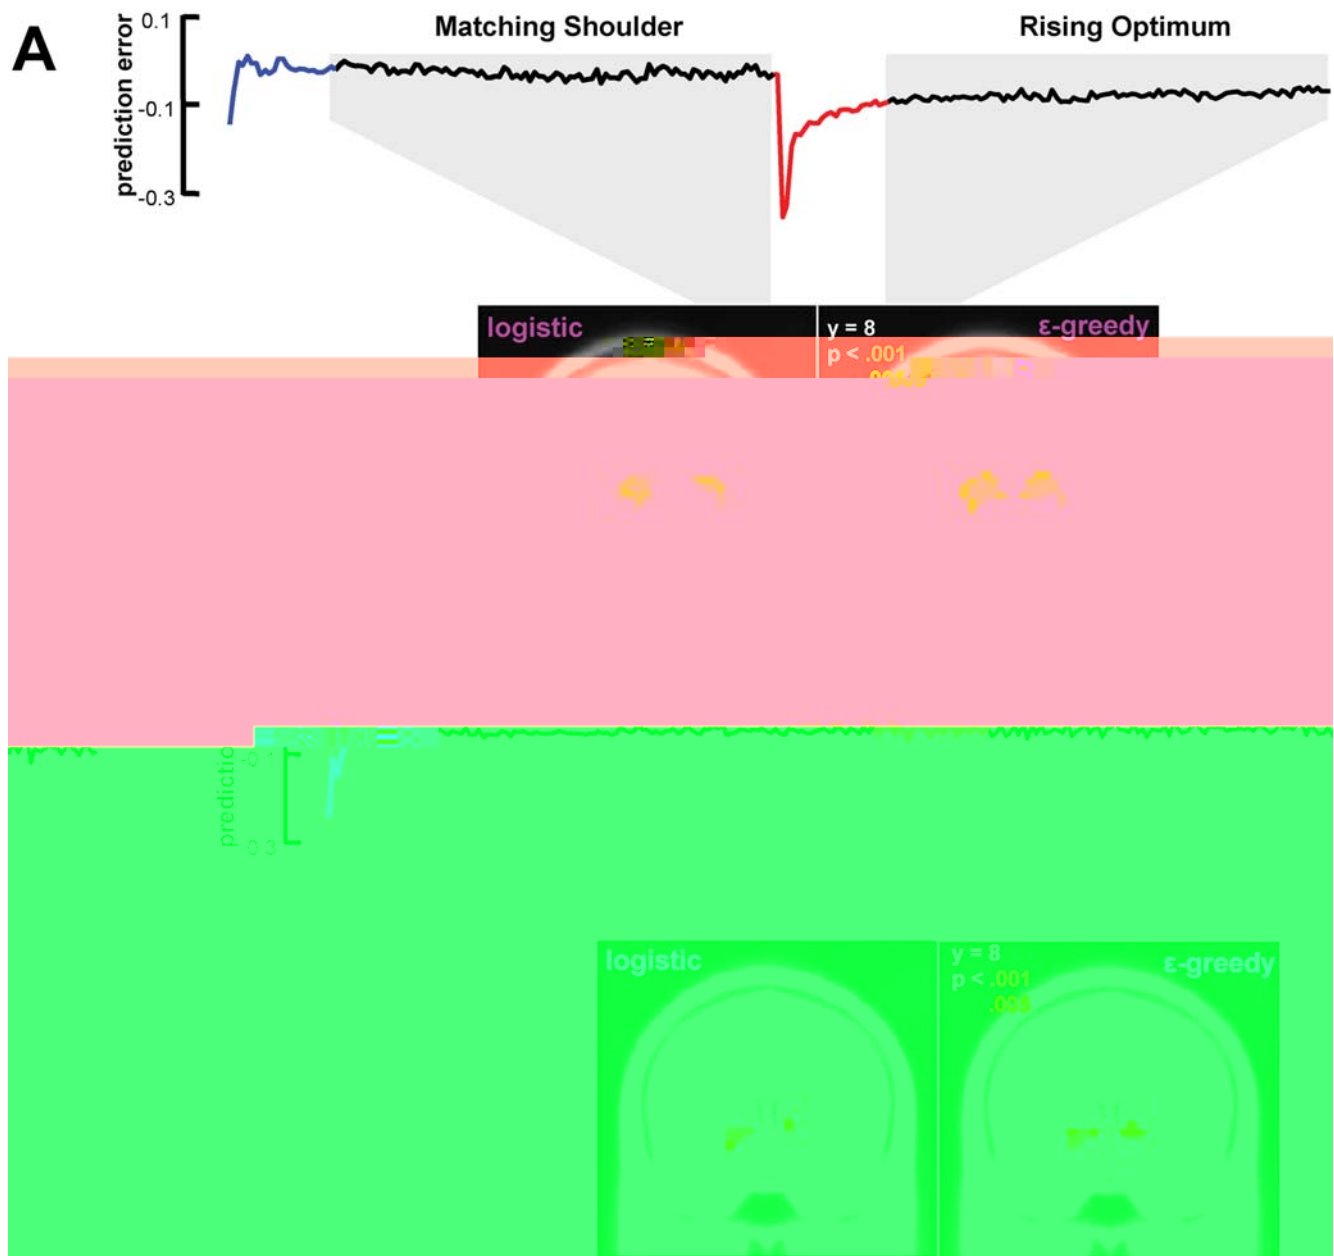 A
Matching Shoulder
Rising Optimum
prediction error
0.1
-0.1
-0.3
logistic
y = 8
ε-greedy
p < .001
logistic
y = 8
ε-greedy
p < .001